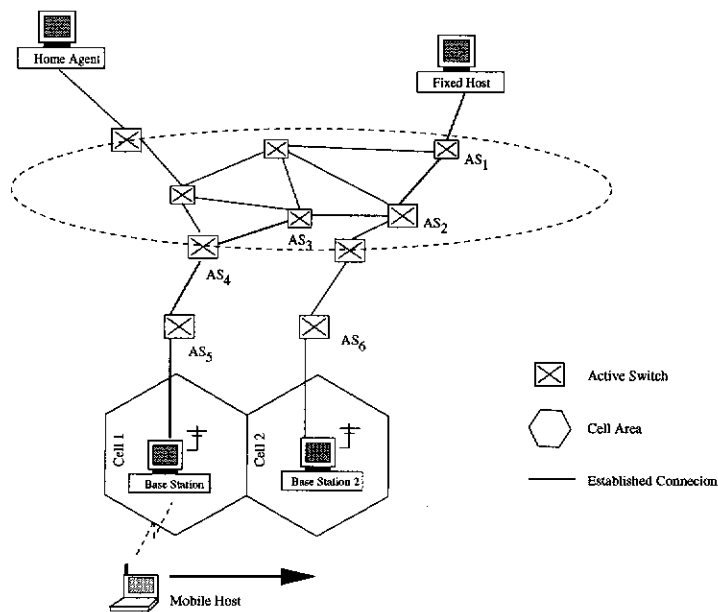 Home Agent
Fixed Host
AS1
AS2
AS3
AS4
AS5
AS6
Active Switch
Cell Area
Established Connecion
Cell 1
Cell 2
Base Station
Base Station 2
Mobile Host